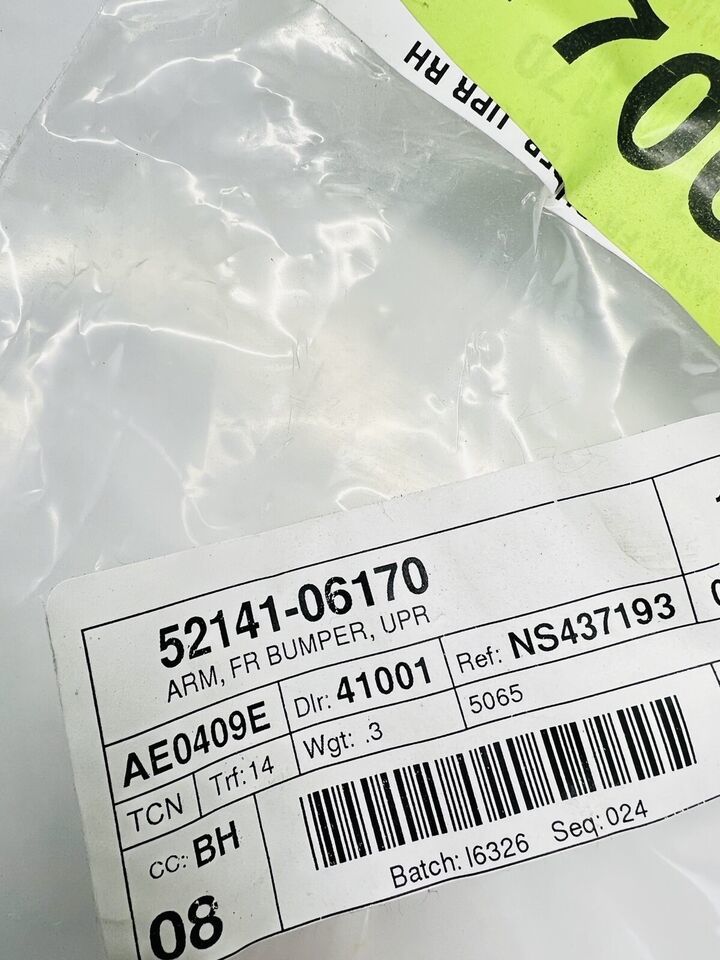 700
UPR RH
52141-06170
ARM, FR BUMPER, UPR
AE0409E
Dlr: 41001
Ref: NS437193
TCN
Trf: 14
Wgt: .3
5065
CC: BH
08
Batch: I6326 Seq: 024